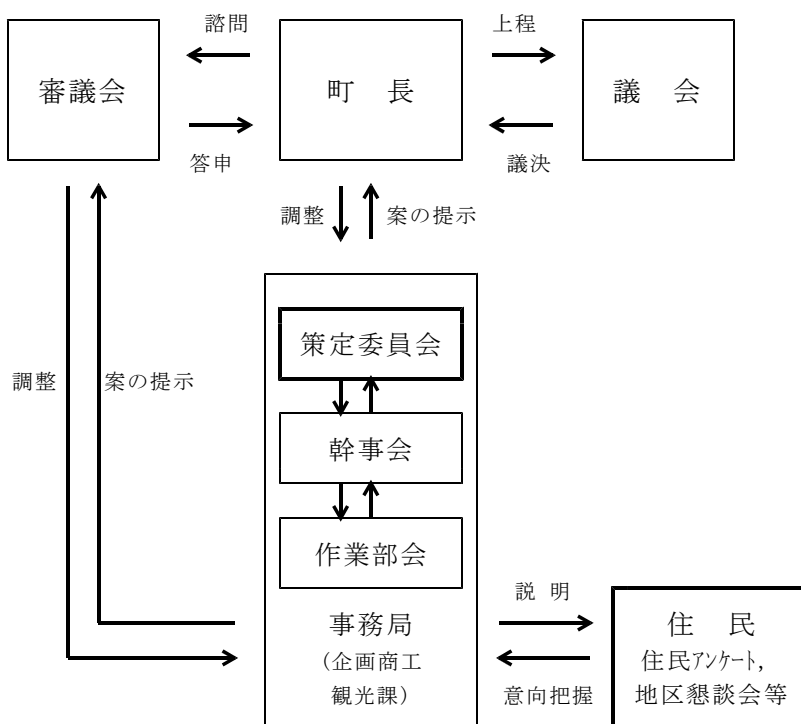 諮問
上程
審議会
町　長
議　会
答申
議決
調整
案の提示
策定委員会
調整
案の提示
幹事会
作業部会
説 明
事務局
(企画商工
観光課)
住　民
住民ｱﾝｹｰﾄ,
地区懇談会等
意向把握